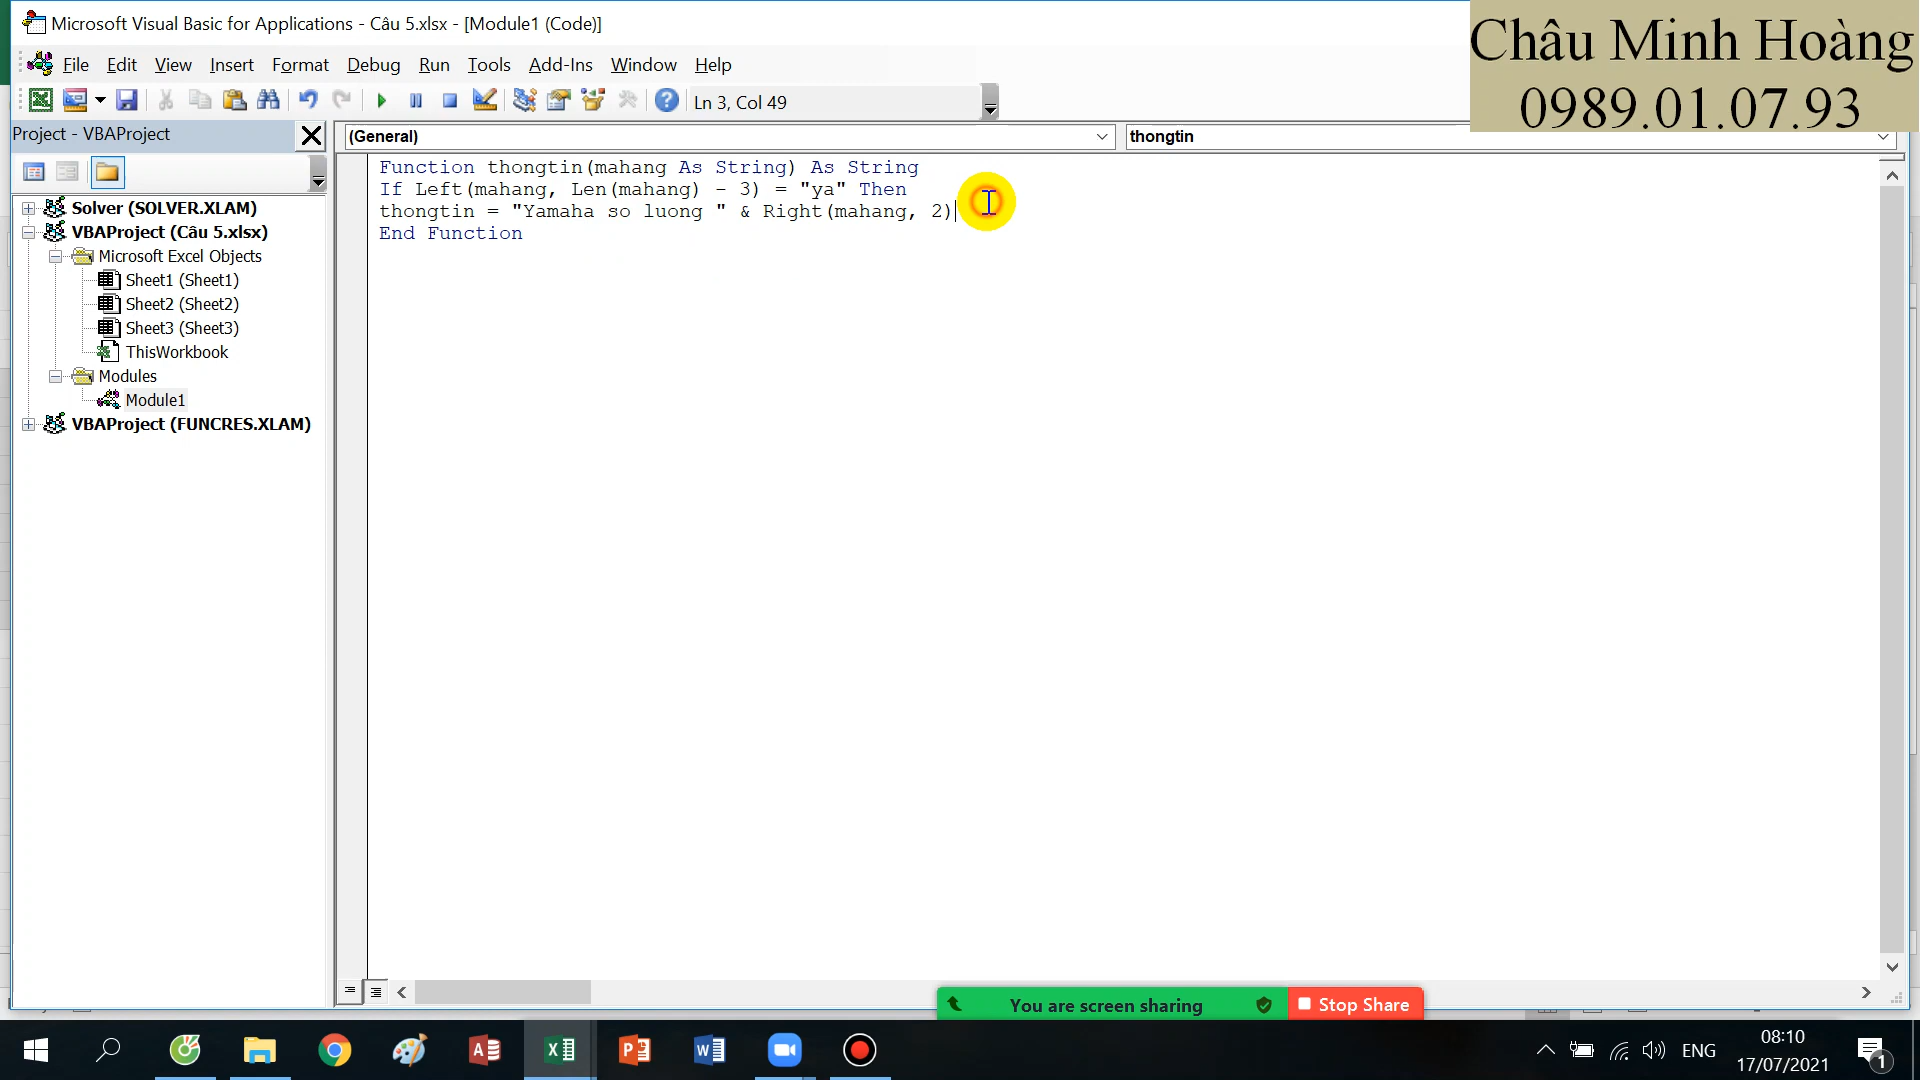 Microsoft Visual Basic for Applications - Câu 5.xlsx - [Module1 (Code)]
Châu Minh Hoàng
0989.01.07.93
File Edit View Insert Format Debug Run Tools Add-Ins Window Help
Ln 3, Col 49
Project - VBAProject
(General)
thongtin
Function thongtin(mahang As String) As String
If Left(mahang, Len(mahang) - 3) = "ya" Then
thongtin = "Yamaha so luong " & Right(mahang, 2)
End Function
Solver (SOLVER.XLAM)
VBAProject (Câu 5.xlsx)
Microsoft Excel Objects
Sheet1 (Sheet1)
Sheet2 (Sheet2)
Sheet3 (Sheet3)
ThisWorkbook
Modules
Module1
VBAProject (FUNCRES.XLAM)
You are screen sharing
Stop Share
ENG
08:10
17/07/2021
1